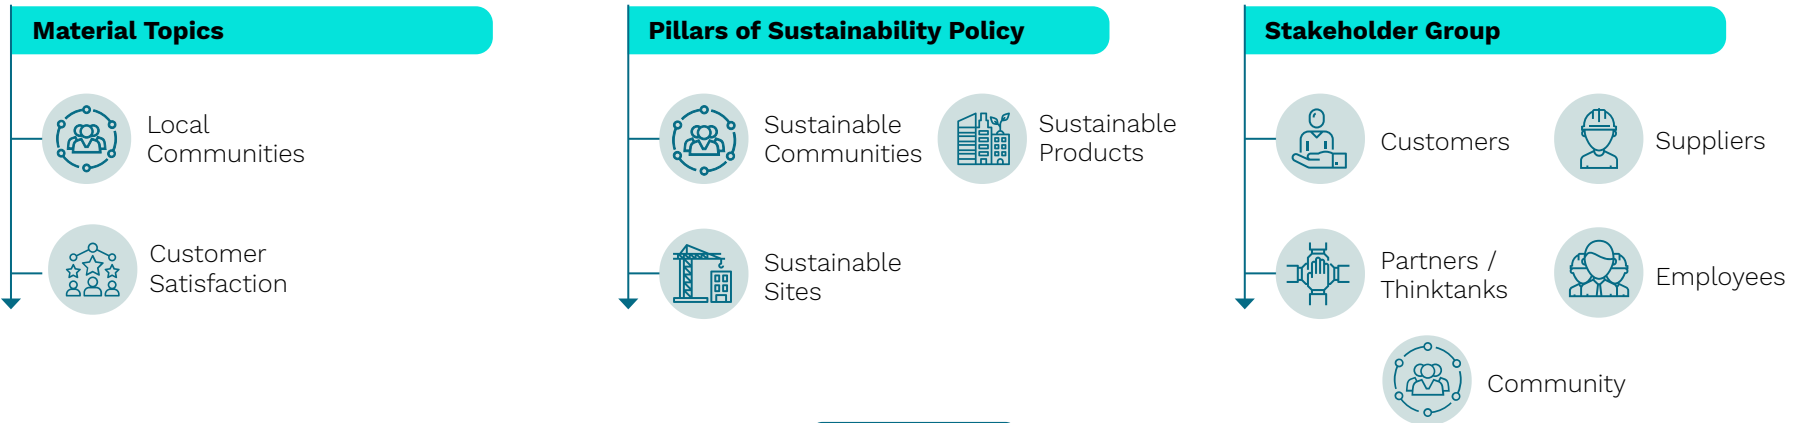 Material Topics
Local
Communities
Customer
Satisfaction
Pillars of Sustainability Policy
Sustainable
Communities
Sustainable
Products
Sustainable
Sites
Stakeholder Group
Customers
Suppliers
Partners /
Thinktanks
Employees
Community